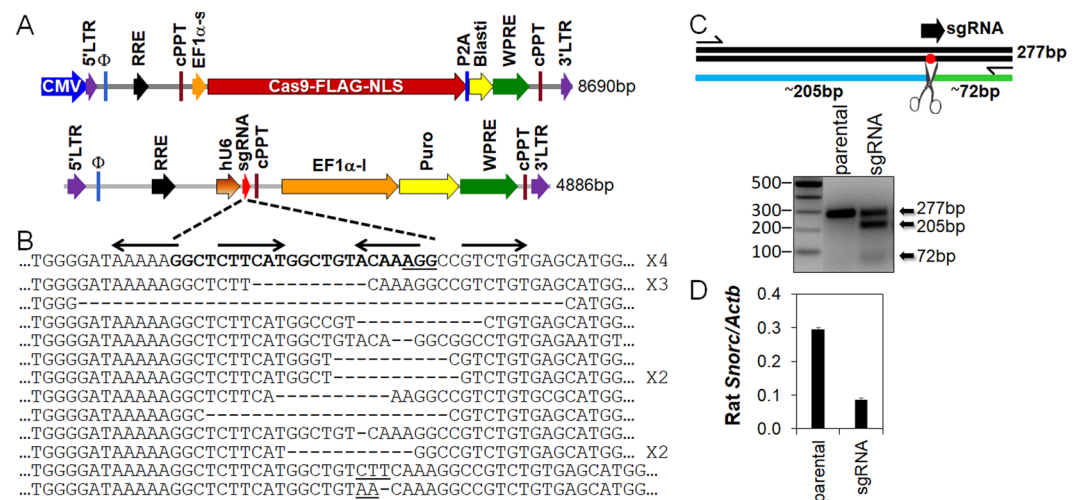 A
5'LTR
Φ
RRE
cPPT
EF1α-s
P2A
Blasti
WPRE
cPPT
3'LTR
CMV
Cas9-FLAG-NLS
8690bp
5'LTR
Φ
RRE
hU6
sgRNA
cPPT
EF1α-l
Puro
WPRE
cPPT
3'LTR
4886bp
B
...TGGGGATAAAAAGGCTCTTCATGGCTGTACAAAGGCCGTCTGTGAGCATGG... X4
...TGGGGATAAAAAGGCTCTT-----------CAAAGGCCGTCTGTGAGCATGG... X3
...TGGG-----------------------------------------------CATGG...
...TGGGGATAAAAAGGCTCTTCATGGCCGT------------CTGTGAGCATGG...
...TGGGGATAAAAAGGCTCTTCATGGCTGTACA--GGCGGCCTGTGAGAATGT...
...TGGGGATAAAAAGGCTCTTCATGGGT-----------CGTCTGTGAGCATGG...
...TGGGGATAAAAAGGCTCTTCATGGCT------------GTCTGTGAGCATGG... X2
...TGGGGATAAAAAGGCTCTTCA-----------AAGGCCGTCTGTGCGCATGG...
...TGGGGATAAAAAGGC-----------------------CGTCTGTGAGCATGG...
...TGGGGATAAAAAGGCTCTTCATGGCTGT-CAAAGGCCGTCTGTGAGCATGG...
...TGGGGATAAAAAGGCTCTTCAT------------GGCCGTCTGTGAGCATGG... X2
...TGGGGATAAAAAGGCTCTTCATGGCTGTCTTCAAAGGCCGTCTGTGAGCATGG...
...TGGGGATAAAAAGGCTCTTCATGGCTGTAA-CAAAGGCCGTCTGTGAGCATGG...
C
sgRNA
277bp
~205bp
~72bp
parental
sgRNA
500
300
200
100
277bp
205bp
72bp
D
Rat Snorc/Actb
0.4
0.3
0.2
0.1
0.0
parental
sgRNA